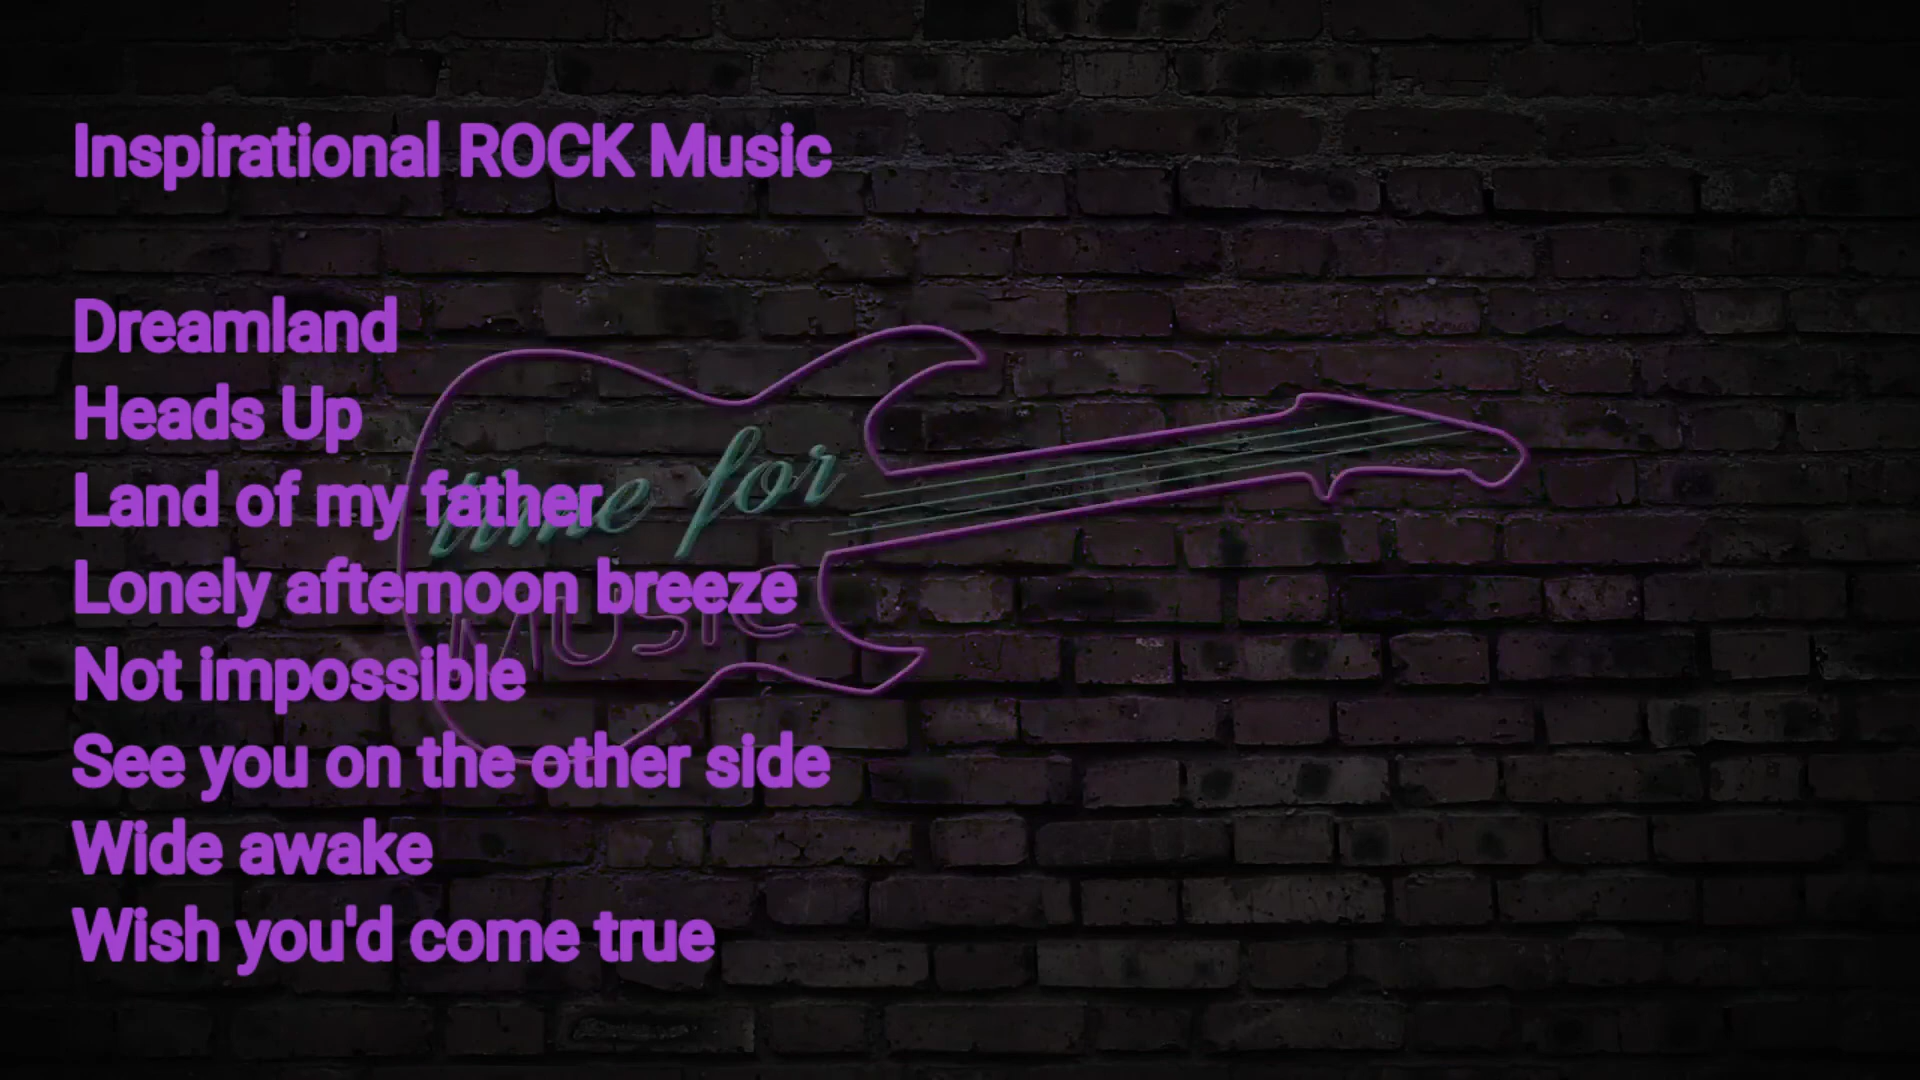 Inspirational ROCK Music
Dreamland
Heads Up
Land of my father
time for
Lonely afternoon breeze
MUSIC
Not impossible
See you on the other side
Wide awake
Wish you'd come true